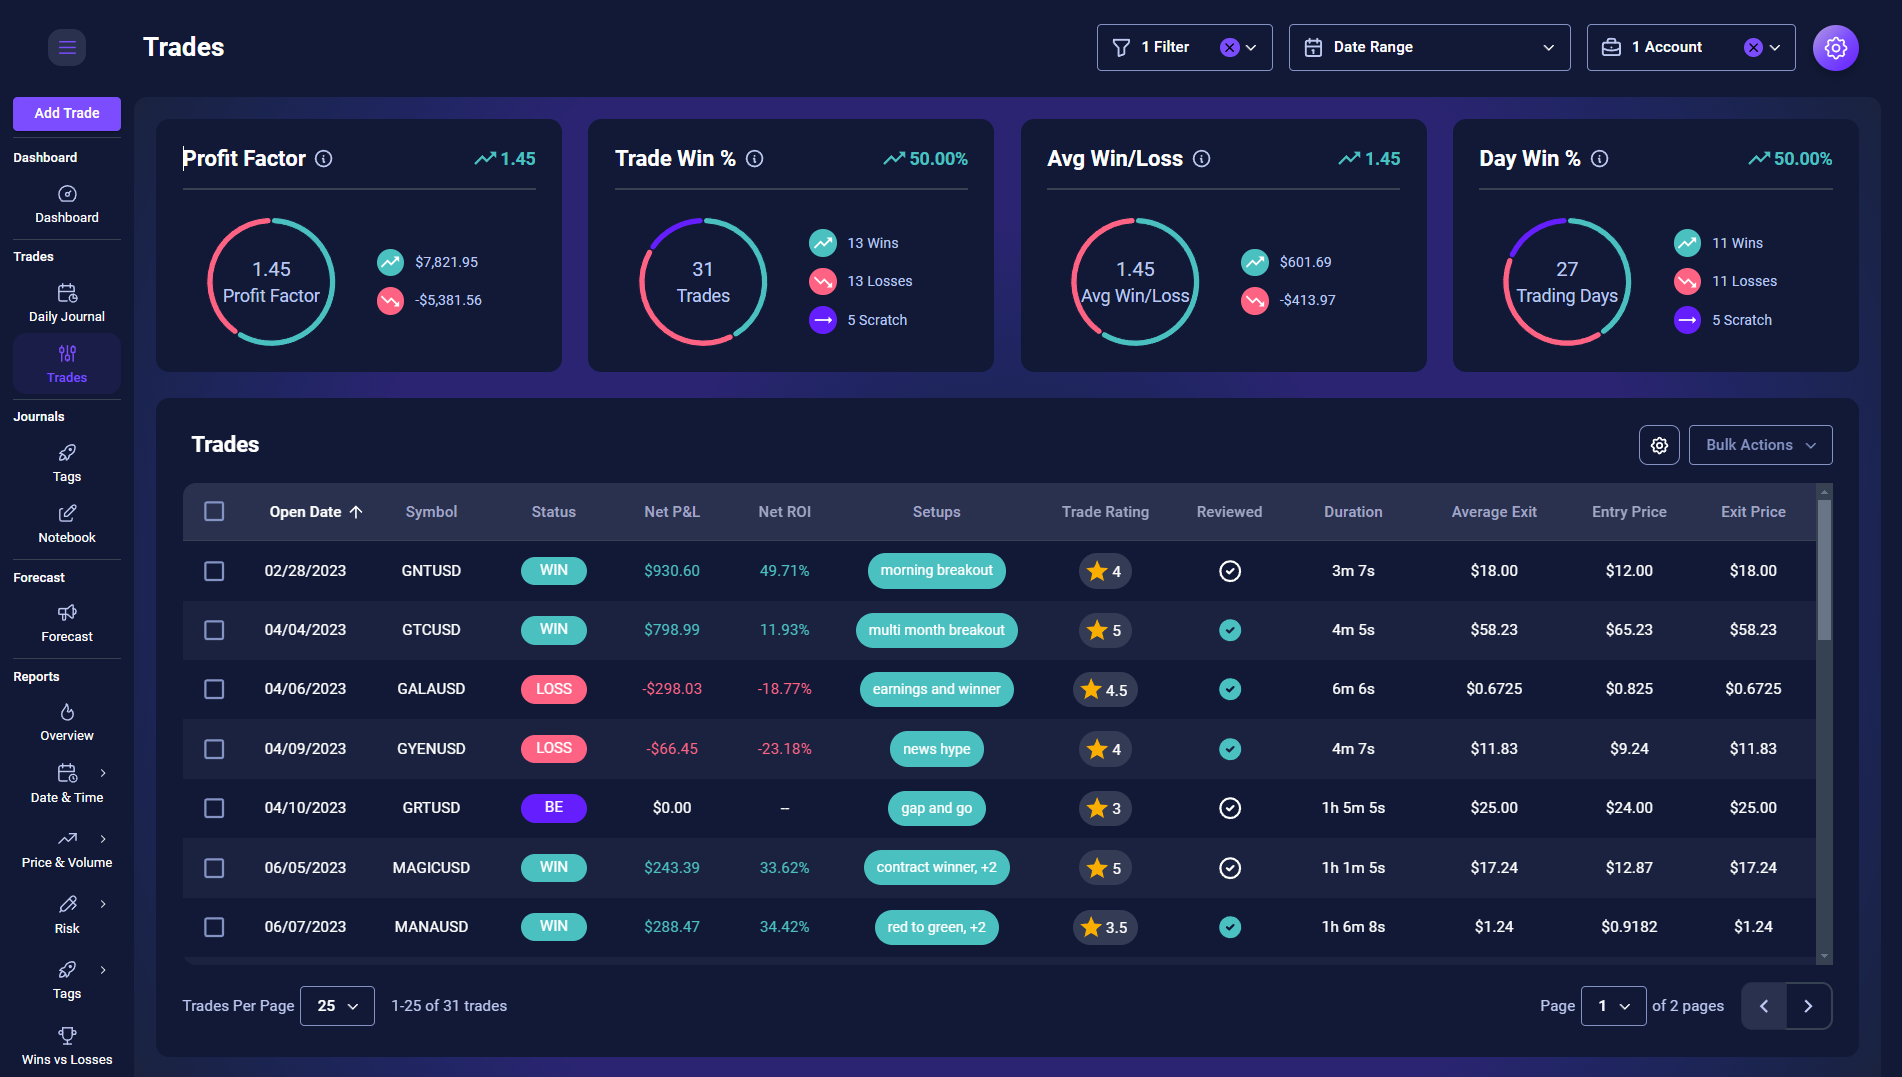 Trades
1 Filter
Date Range
1 Account
Add Trade
Dashboard
Dashboard
Trades
Daily Journal
Trades
Journals
Tags
Notebook
Forecast
Forecast
Reports
Overview
Date & Time
Price & Volume
Risk
Tags
Wins vs Losses
Profit Factor 1.45
1.45
Profit Factor
$7,821.95
-$5,381.56
Trade Win % 50.00%
31
Trades
13 Wins
13 Losses
5 Scratch
Avg Win/Loss 1.45
1.45
Avg Win/Loss
$601.69
-$413.97
Day Win % 50.00%
27
Trading Days
11 Wins
11 Losses
5 Scratch
Trades
Bulk Actions
Open Date Symbol Status Net P&L Net ROI Setups Trade Rating Reviewed Duration Average Exit Entry Price Exit Price
02/28/2023 GNTUSD WIN $930.60 49.71% morning breakout 4 3m 7s $18.00 $12.00 $18.00
04/04/2023 GTCUSD WIN $798.99 11.93% multi month breakout 5 4m 5s $58.23 $65.23 $58.23
04/06/2023 GALAUSD LOSS -$298.03 -18.77% earnings and winner 4.5 6m 6s $0.6725 $0.825 $0.6725
04/09/2023 GYENUSD LOSS -$66.45 -23.18% news hype 4 4m 7s $11.83 $9.24 $11.83
04/10/2023 GRTUSD BE $0.00 -- gap and go 3 1h 5m 5s $25.00 $24.00 $25.00
06/05/2023 MAGICUSD WIN $243.39 33.62% contract winner, +2 5 1h 1m 5s $17.24 $12.87 $17.24
06/07/2023 MANAUSD WIN $288.47 34.42% red to green, +2 3.5 1h 6m 8s $1.24 $0.9182 $1.24
Trades Per Page 25 1-25 of 31 trades
Page 1 of 2 pages